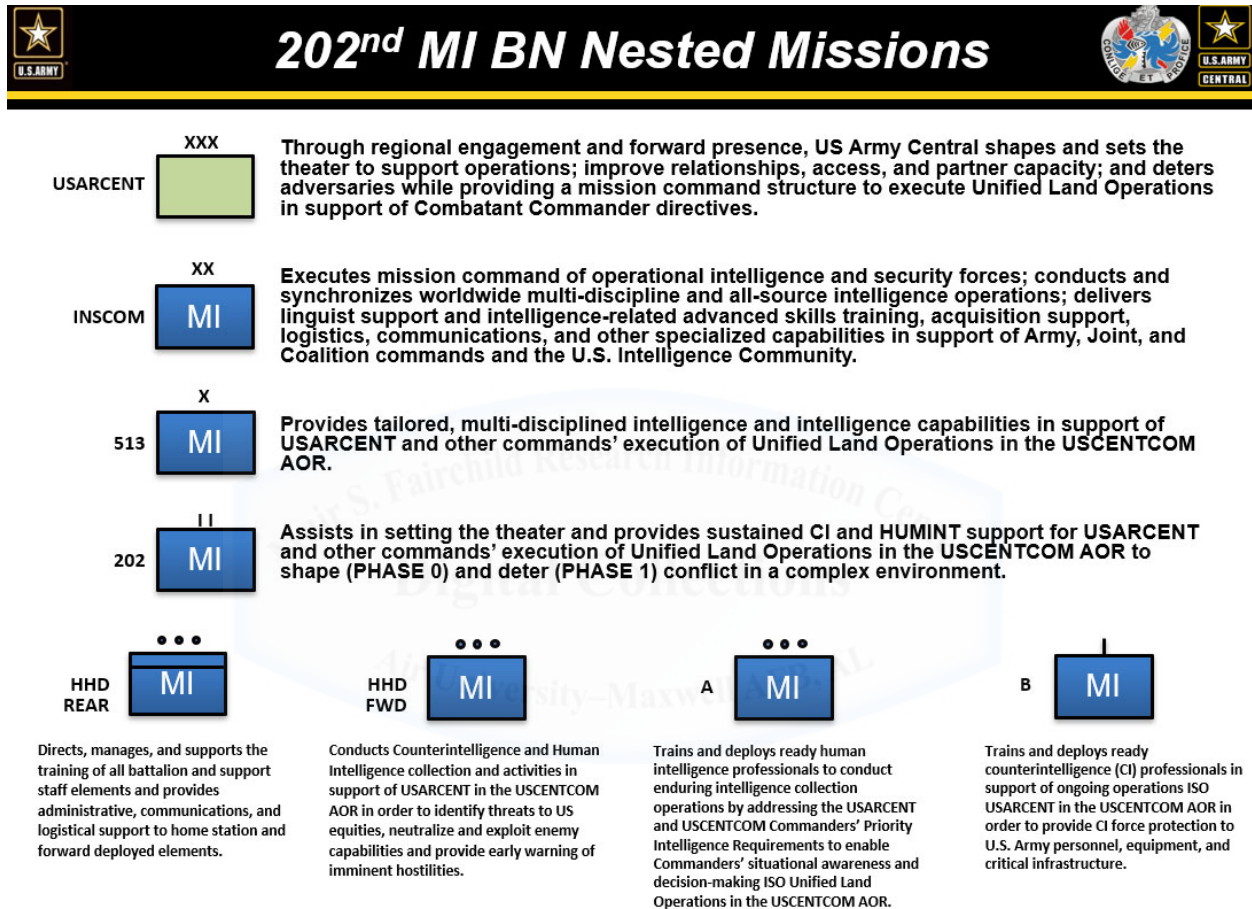 U.S.ARMY
202nd MI BN Nested Missions
CONLIGE ET PROFICE
U.S.ARMY
CENTRAL
XXX
USARCENT
Through regional engagement and forward presence, US Army Central shapes and sets the
theater to support operations; improve relationships, access, and partner capacity; and deters
adversaries while providing a mission command structure to execute Unified Land Operations
in support of Combatant Commander directives.
XX
INSCOM
MI
Executes mission command of operational intelligence and security forces; conducts and
synchronizes worldwide multi-discipline and all-source intelligence operations; delivers
linguist support and intelligence-related advanced skills training, acquisition support,
logistics, communications, and other specialized capabilities in support of Army, Joint, and
Coalition commands and the U.S. Intelligence Community.
X
513
MI
Provides tailored, multi-disciplined intelligence and intelligence capabilities in support of
USARCENT and other commands' execution of Unified Land Operations in the USCENTCOM
AOR.
I I
202
MI
Assists in setting the theater and provides sustained CI and HUMINT support for USARCENT
and other commands' execution of Unified Land Operations in the USCENTCOM AOR to
shape (PHASE 0) and deter (PHASE 1) conflict in a complex environment.
HHD
REAR
MI
Directs, manages, and supports the
training of all battalion and support
staff elements and provides
administrative, communications, and
logistical support to home station and
forward deployed elements.
HHD
FWD
MI
Conducts Counterintelligence and Human
Intelligence collection and activities in
support of USARCENT in the USCENTCOM
AOR in order to identify threats to US
equities, neutralize and exploit enemy
capabilities and provide early warning of
imminent hostilities.
A
MI
Trains and deploys ready human
intelligence professionals to conduct
enduring intelligence collection
operations by addressing the USARCENT
and USCENTCOM Commanders' Priority
Intelligence Requirements to enable
Commanders' situational awareness and
decision-making ISO Unified Land
Operations in the USCENTCOM AOR.
I
B
MI
Trains and deploys ready
counterintelligence (CI) professionals in
support of ongoing operations ISO
USARCENT in the USCENTCOM AOR in
order to provide CI force protection to
U.S. Army personnel, equipment, and
critical infrastructure.
S. Fairchild Research Information
Digital Collections
Air University–Maxwell AFB, AL